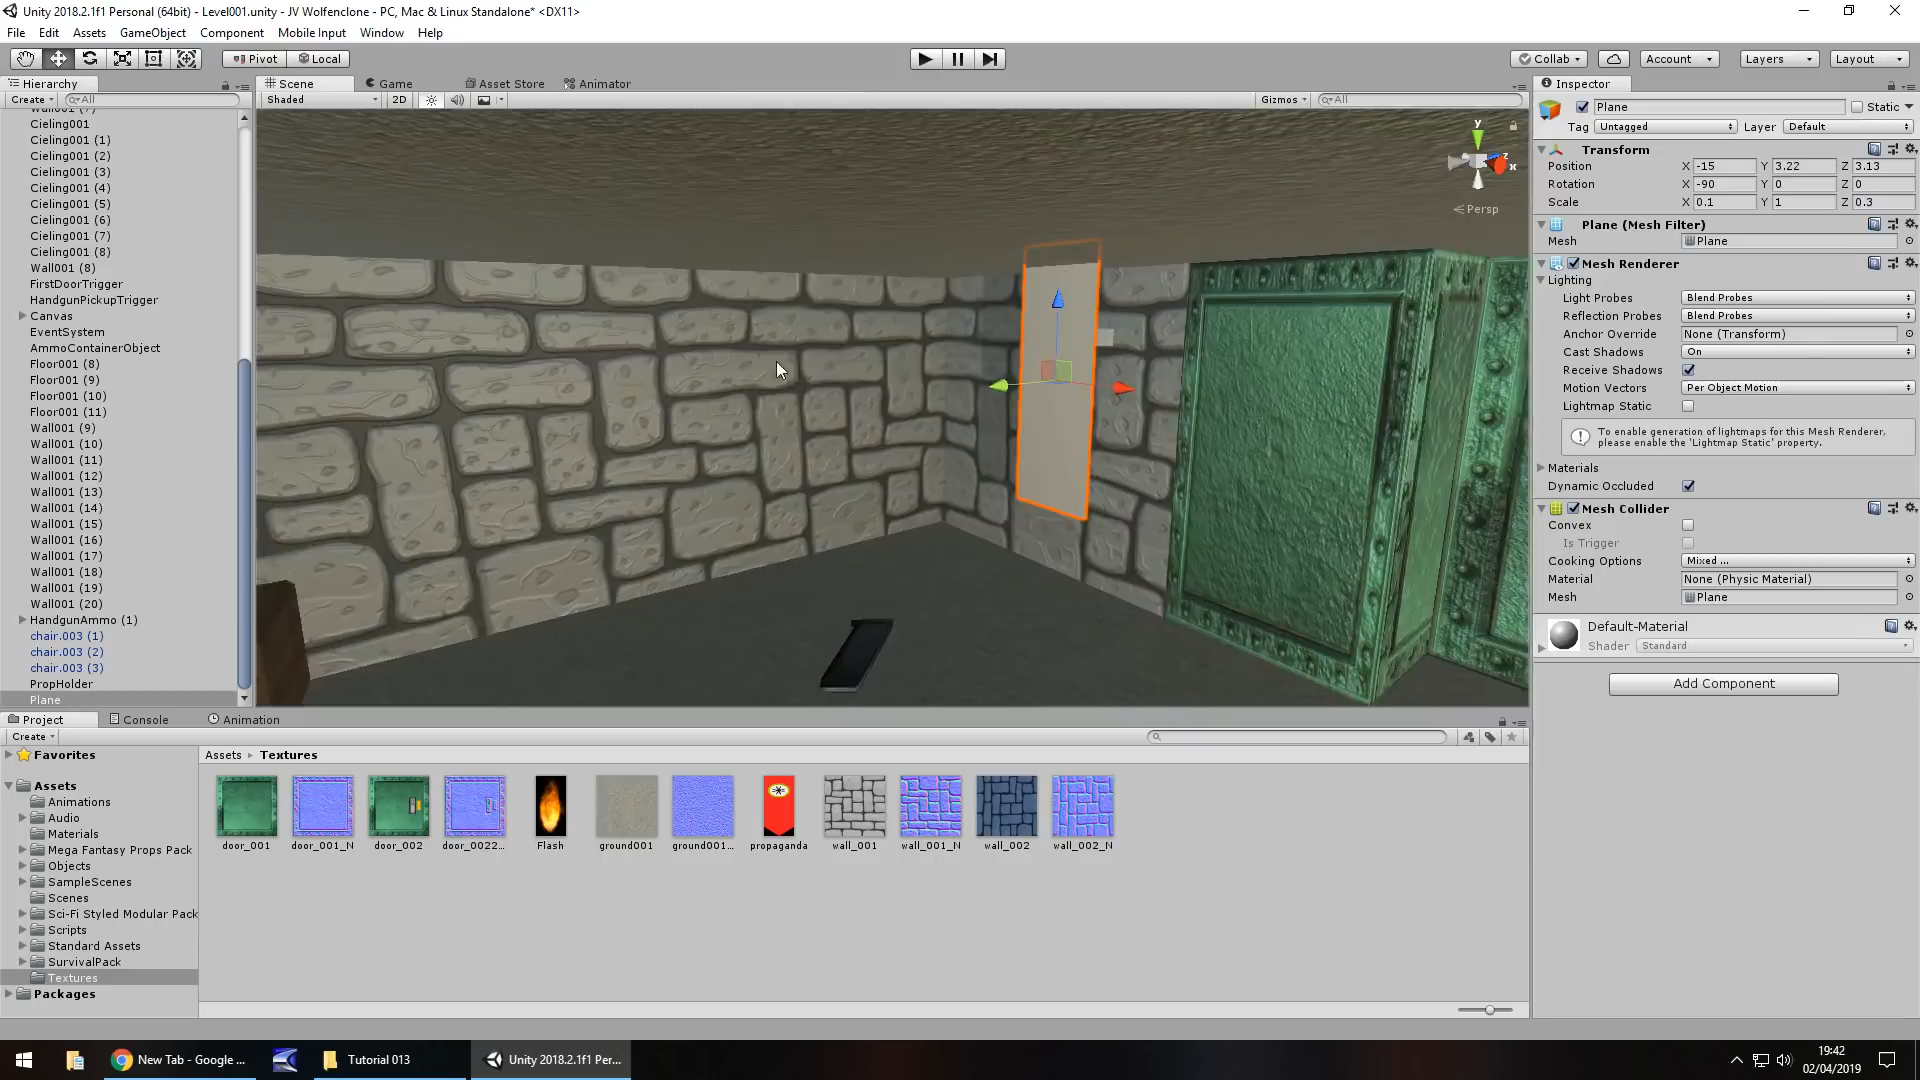 Unity 2018.2.1f1 Personal (64bit) - Level001.unity - JV Wolfenclone - PC, Mac & Linux Standalone* <DX11>
File Edit Assets GameObject Component Mobile Input Window Help
Pivot Local Collab Account Layers Layout
Hierarchy
Create All
Cieling001
Cieling001 (1)
Cieling001 (2)
Cieling001 (3)
Cieling001 (4)
Cieling001 (5)
Cieling001 (6)
Cieling001 (7)
Cieling001 (8)
Wall001 (8)
FirstDoorTrigger
HandgunPickupTrigger
Canvas
EventSystem
AmmoContainerObject
Floor001 (8)
Floor001 (9)
Floor001 (10)
Floor001 (11)
Wall001 (9)
Wall001 (10)
Wall001 (11)
Wall001 (12)
Wall001 (13)
Wall001 (14)
Wall001 (15)
Wall001 (16)
Wall001 (17)
Wall001 (18)
Wall001 (19)
Wall001 (20)
HandgunAmmo (1)
chair.003 (1)
chair.003 (2)
chair.003 (3)
PropHolder
Plane
Scene Game Asset Store Animator
Shaded 2D Gizmos All
y
z
x
Persp
Inspector
Plane Static
Tag Untagged Layer Default
Transform
Position X -15 Y 3.22 Z 3.13
Rotation X -90 Y 0 Z 0
Scale X 0.1 Y 1 Z 0.3
Plane (Mesh Filter)
Mesh Plane
Mesh Renderer
Lighting
Light Probes Blend Probes
Reflection Probes Blend Probes
Anchor Override None (Transform)
Cast Shadows On
Receive Shadows
Motion Vectors Per Object Motion
Lightmap Static
To enable generation of lightmaps for this Mesh Renderer,
please enable the 'Lightmap Static' property.
Materials
Dynamic Occluded
Mesh Collider
Convex
Is Trigger
Cooking Options Mixed ...
Material None (Physic Material)
Mesh Plane
Default-Material
Shader Standard
Add Component
Project Console Animation
Create
Favorites
Assets
Animations
Audio
Materials
Mega Fantasy Props Pack
Objects
SampleScenes
Scenes
Sci-Fi Styled Modular Pack
Scripts
Standard Assets
SurvivalPack
Textures
Packages
Assets Textures
door_001 door_001_N door_002 door_0022... Flash ground001 ground001... propaganda wall_001 wall_001_N wall_002 wall_002_N
New Tab - Google ... Tutorial 013 Unity 2018.2.1f1 Per...
19:42
02/04/2019